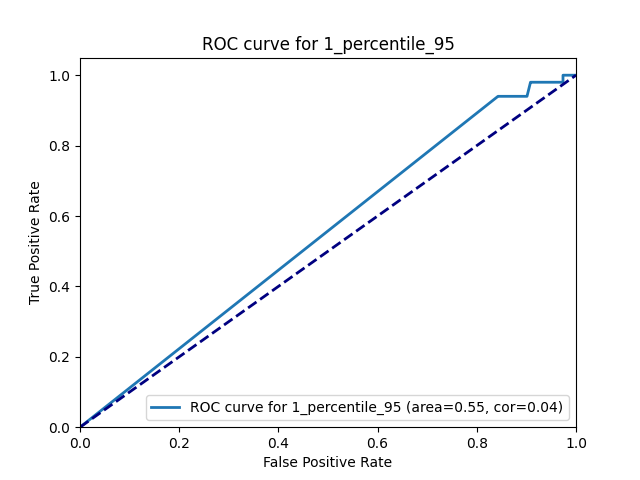 ROC curve for 1_percentile_95
True Positive Rate
1.0
0.8
0.6
0.4
0.2
0.0
ROC curve for 1_percentile_95 (area=0.55, cor=0.04)
0.0 0.2 0.4 0.6 0.8 1.0
False Positive Rate